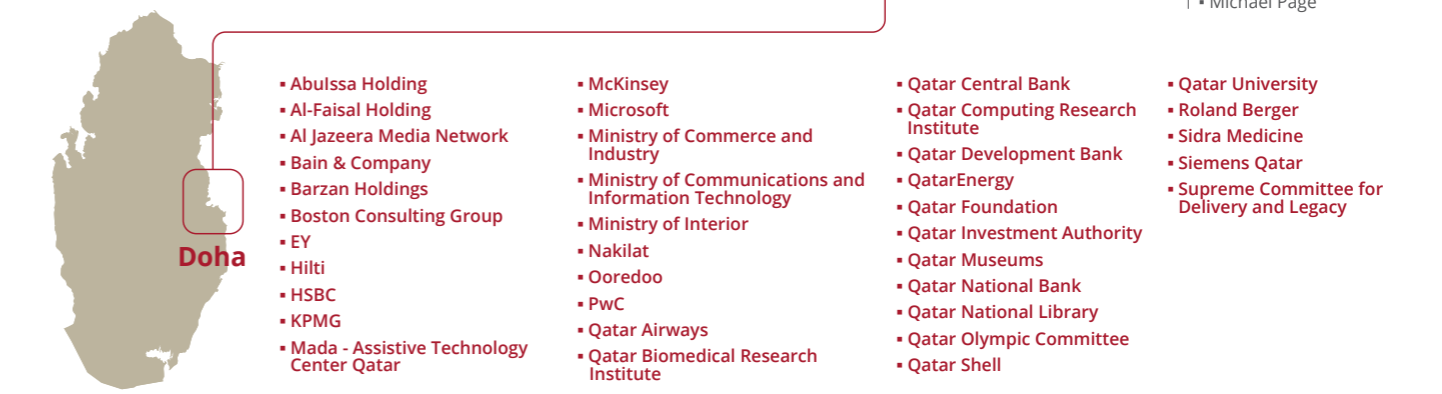 ▪ Michael Page
Doha
▪ AbuIssa Holding
▪ Al-Faisal Holding
▪ Al Jazeera Media Network
▪ Bain & Company
▪ Barzan Holdings
▪ Boston Consulting Group
▪ EY
▪ Hilti
▪ HSBC
▪ KPMG
▪ Mada - Assistive Technology
Center Qatar
▪ McKinsey
▪ Microsoft
▪ Ministry of Commerce and
Industry
▪ Ministry of Communications and
Information Technology
▪ Ministry of Interior
▪ Nakilat
▪ Ooredoo
▪ PwC
▪ Qatar Airways
▪ Qatar Biomedical Research
Institute
▪ Qatar Central Bank
▪ Qatar Computing Research
Institute
▪ Qatar Development Bank
▪ QatarEnergy
▪ Qatar Foundation
▪ Qatar Investment Authority
▪ Qatar Museums
▪ Qatar National Bank
▪ Qatar National Library
▪ Qatar Olympic Committee
▪ Qatar Shell
▪ Qatar University
▪ Roland Berger
▪ Sidra Medicine
▪ Siemens Qatar
▪ Supreme Committee for
Delivery and Legacy